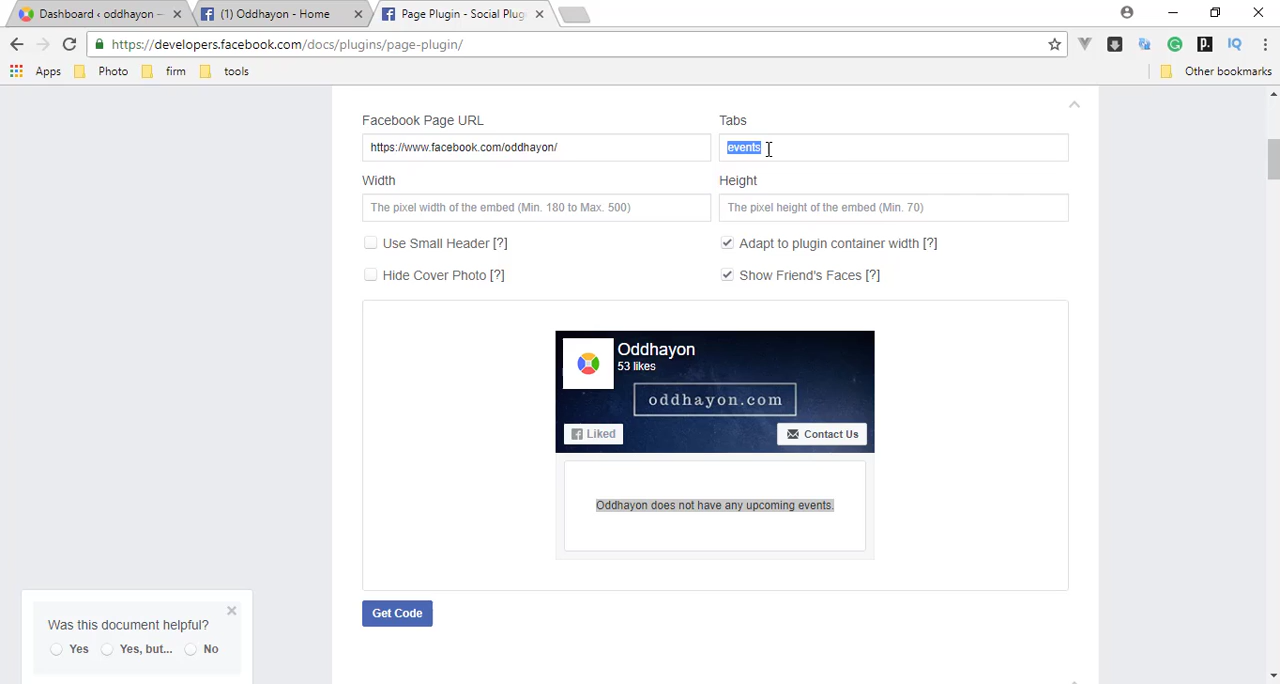 Dashboard ‹ oddhayon —
(1) Oddhayon - Home
Page Plugin - Social Plug
https://developers.facebook.com/docs/plugins/page-plugin/
Apps
Photo
firm
tools
Other bookmarks
Facebook Page URL
Tabs
https://www.facebook.com/oddhayon/
events
Width
Height
The pixel width of the embed (Min. 180 to Max. 500)
The pixel height of the embed (Min. 70)
Use Small Header [?]
Adapt to plugin container width [?]
Hide Cover Photo [?]
Show Friend's Faces [?]
Oddhayon
53 likes
oddhayon.com
Liked
Contact Us
Oddhayon does not have any upcoming events.
Get Code
Was this document helpful?
Yes
Yes, but...
No